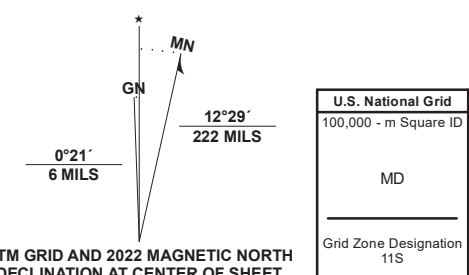 ★
MN
GN
12°29´
222 MILS
0°21´
6 MILS
TM GRID AND 2022 MAGNETIC NORTH
DECLINATION AT CENTER OF SHEET
U.S. National Grid
100,000 - m Square ID
MD
Grid Zone Designation
11S